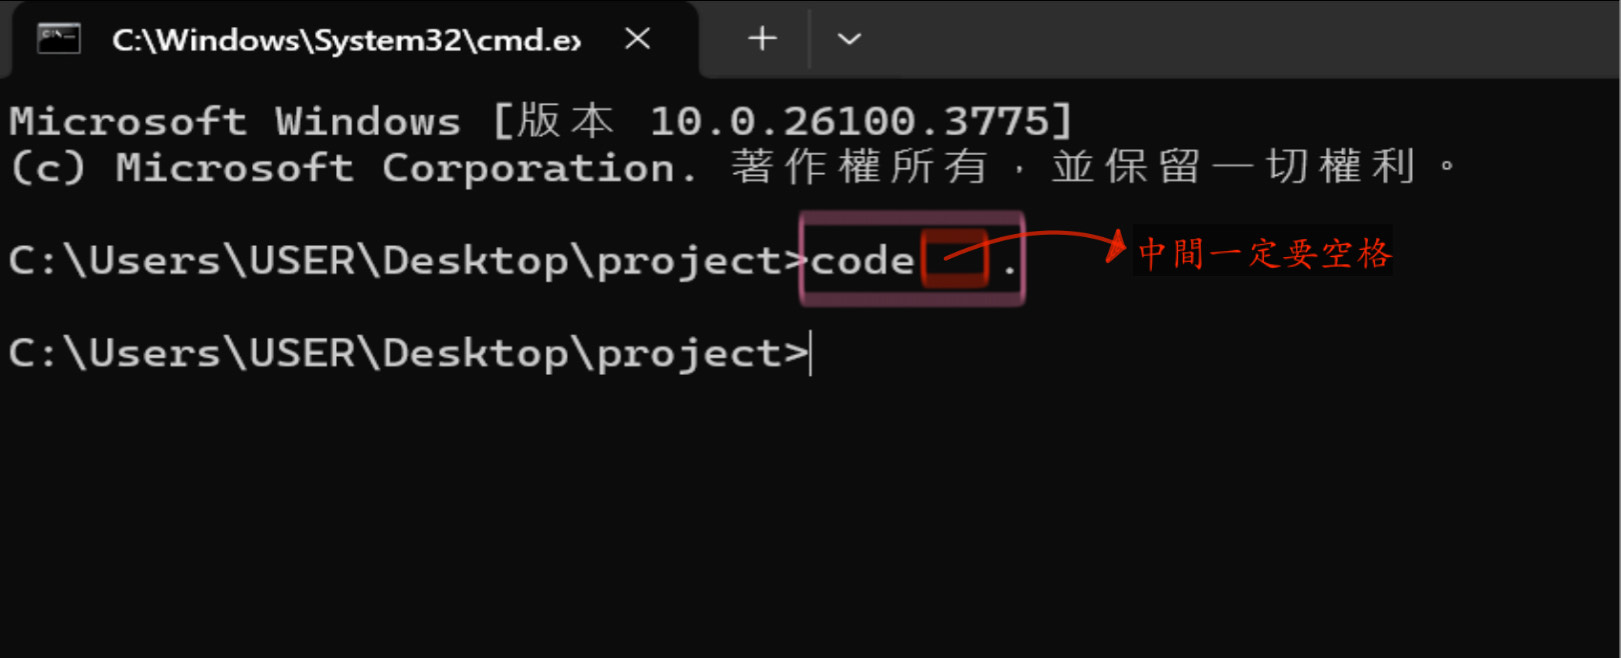 C:\Windows\System32\cmd.ex
Microsoft Windows [版本 10.0.26100.3775]
(c) Microsoft Corporation. 著作權所有，並保留一切權利。
C:\Users\USER\Desktop\project>code .
中間一定要空格
C:\Users\USER\Desktop\project>